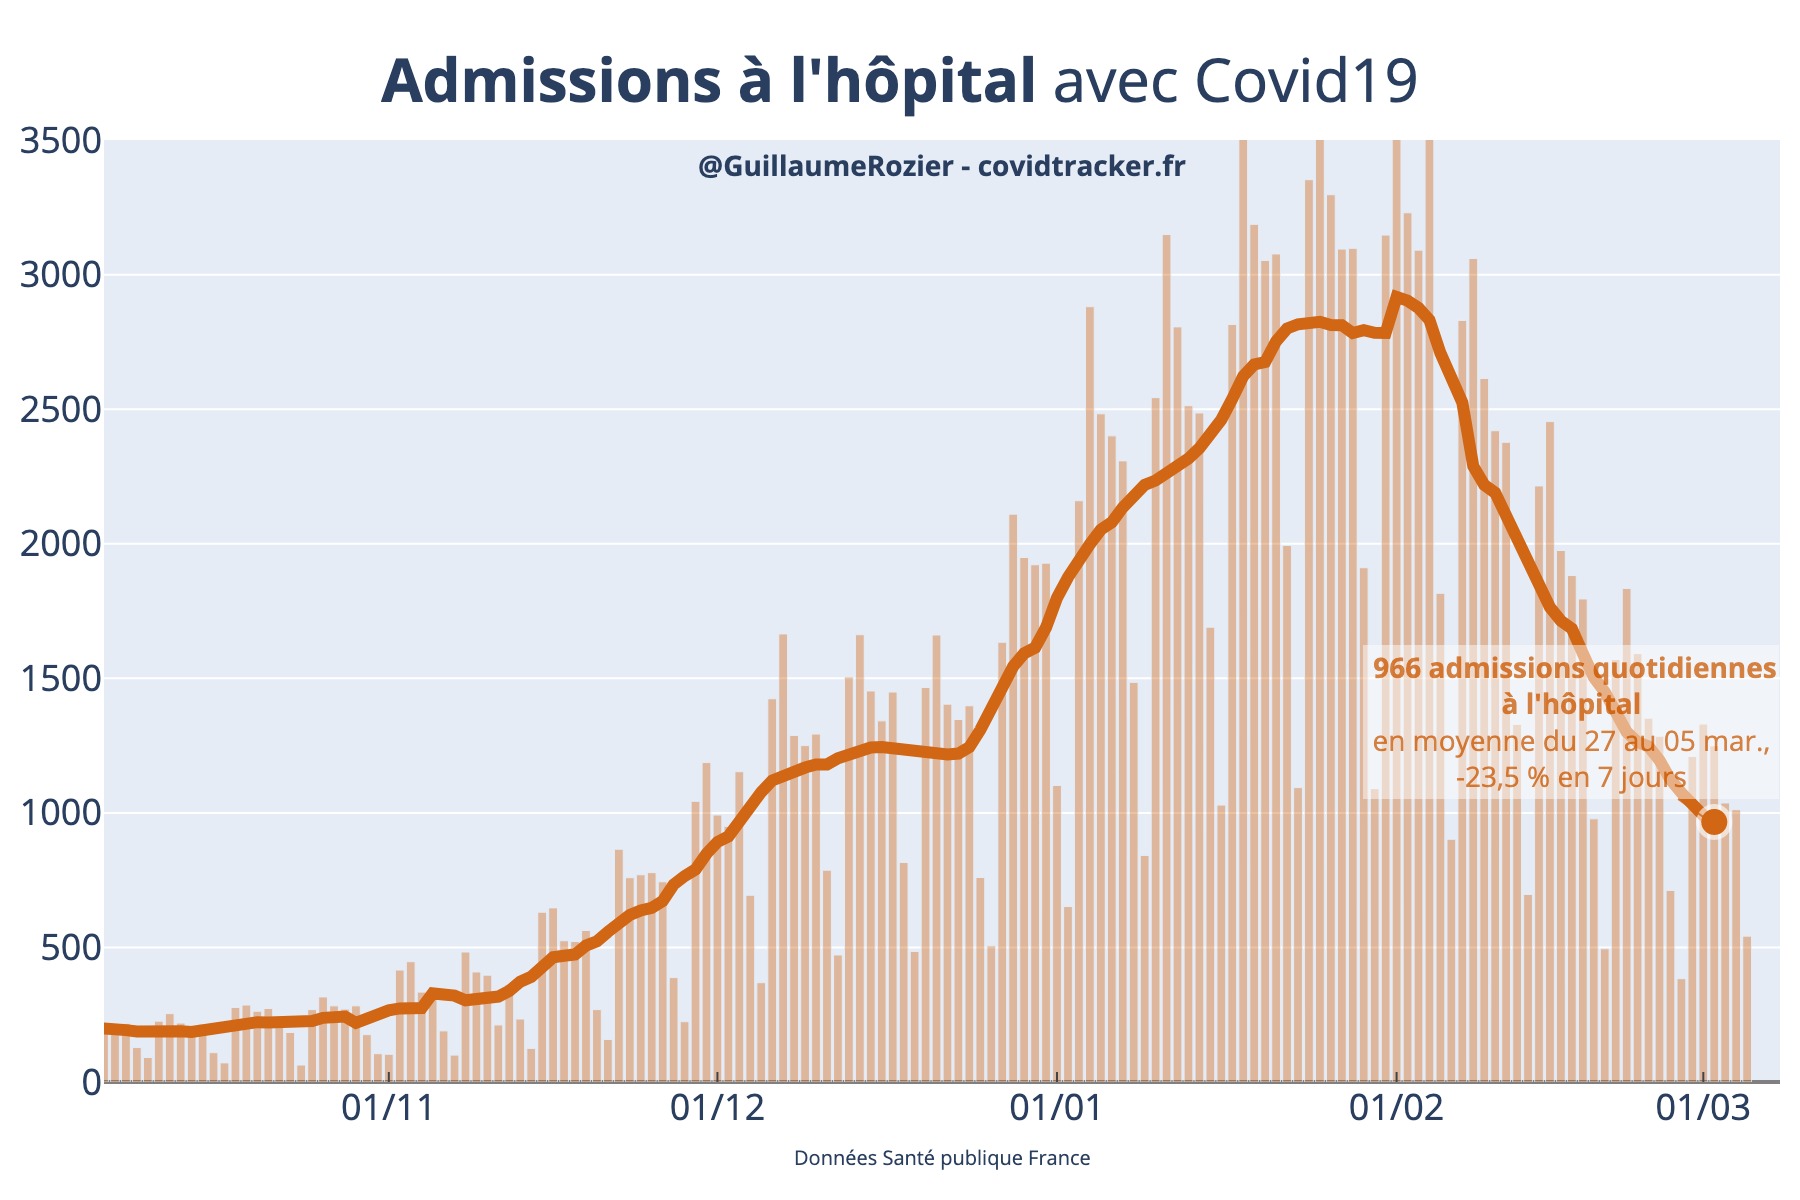 Admissions à l'hôpital avec Covid19
3500
@GuillaumeRozier - covidtracker.fr
3000
2500
2000
1500
966 admissions quotidiennes
à l'hôpital
en moyenne du 27 au 05 mar.,
-23,5 % en 7 jours
1000
500
0
01/11
01/12
01/01
01/02
01/03
Données Santé publique France